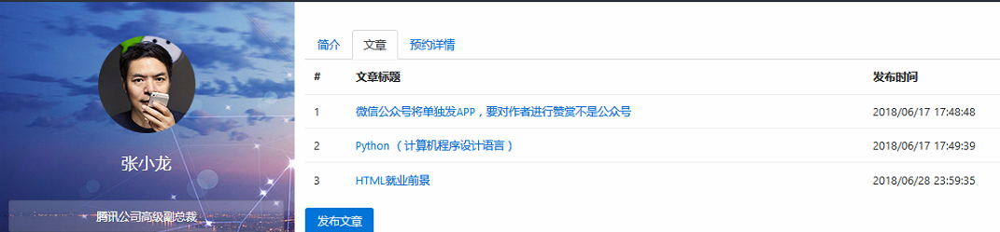 张小龙
腾讯公司高级副总裁
简介 文章 预约详情
# 文章标题 发布时间
1 微信公众号将单独发APP，要对作者进行赞赏不是公众号 2018/06/17 17:48:48
2 Python （计算机程序设计语言） 2018/06/17 17:49:39
3 HTML就业前景 2018/06/28 23:59:35
发布文章